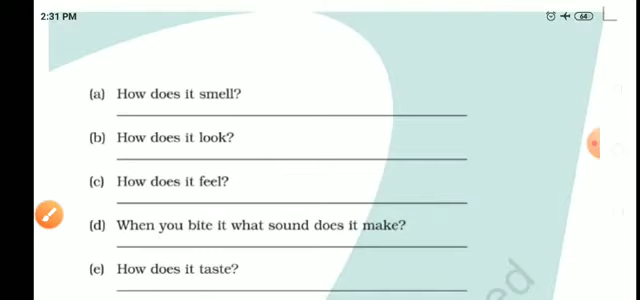 2:31 PM
64
(a) How does it smell?
(b) How does it look?
(c) How does it feel?
(d) When you bite it what sound does it make?
(e) How does it taste?